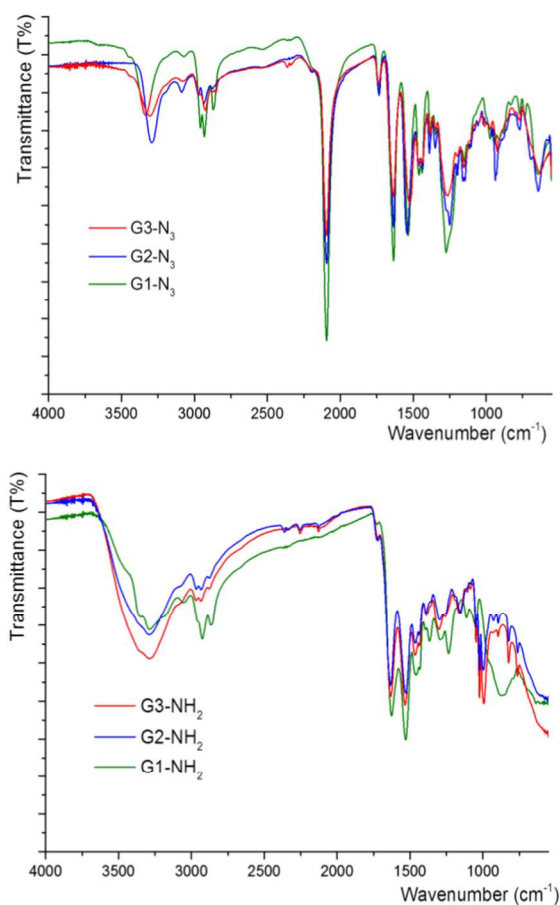 Transmittance (T%)
G3-N₃
G2-N₃
G1-N₃
4000 3500 3000 2500 2000 1500 1000
Wavenumber (cm⁻¹)
Transmittance (T%)
G3-NH₂
G2-NH₂
G1-NH₂
4000 3500 3000 2500 2000 1500 1000
Wavenumber (cm⁻¹)